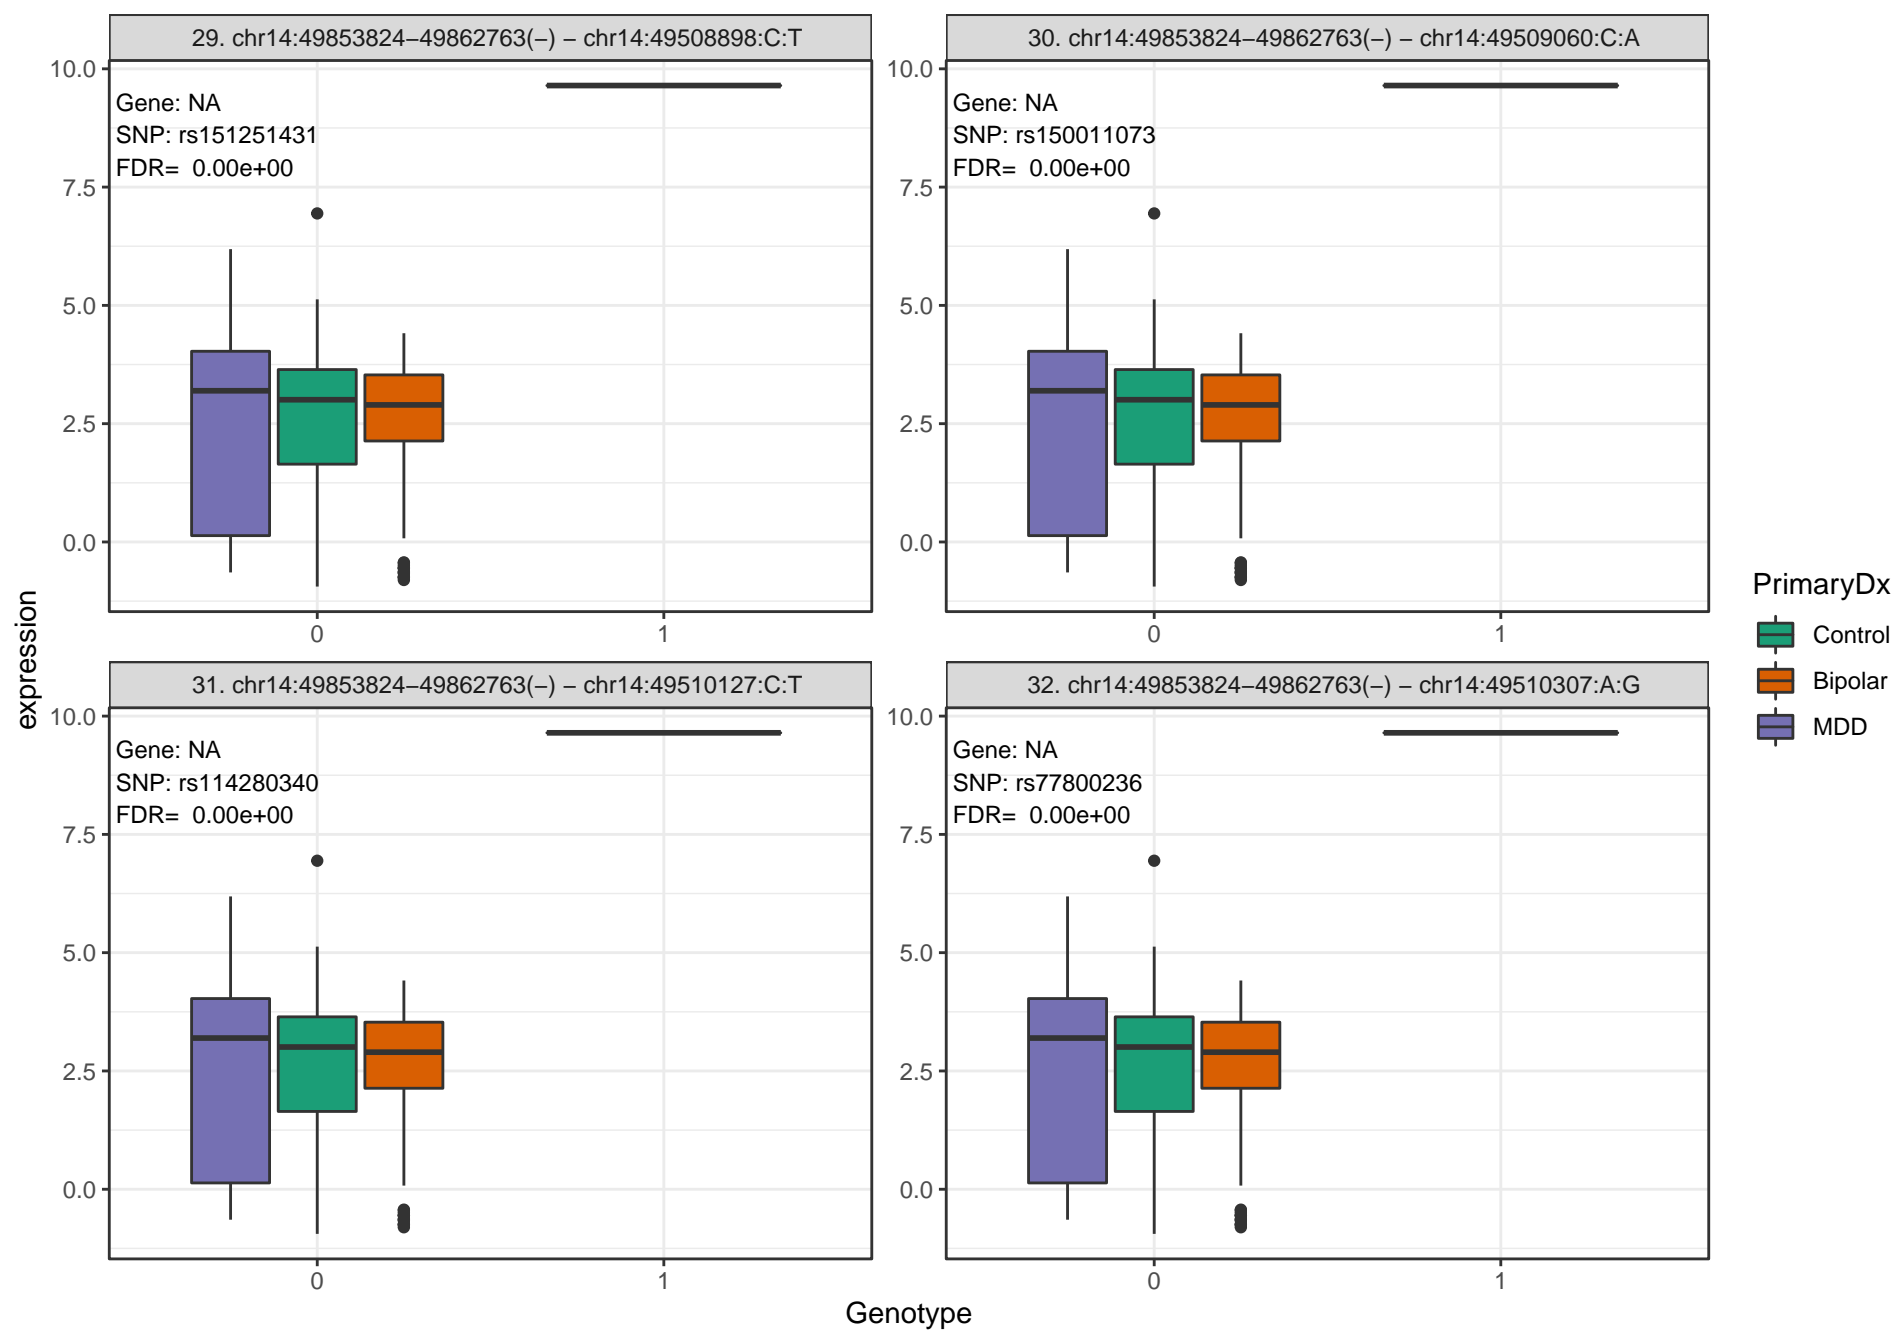 29. chr14:49853824−49862763(−) − chr14:49508898:C:T
30. chr14:49853824−49862763(−) − chr14:49509060:C:A
10.0
7.5
5.0
2.5
0.0
Gene: NA
SNP: rs151251431
FDR=  0.00e+00
0
1
10.0
7.5
5.0
2.5
0.0
Gene: NA
SNP: rs150011073
FDR=  0.00e+00
0
1
31. chr14:49853824−49862763(−) − chr14:49510127:C:T
32. chr14:49853824−49862763(−) − chr14:49510307:A:G
10.0
7.5
5.0
2.5
0.0
Gene: NA
SNP: rs114280340
FDR=  0.00e+00
0
1
10.0
7.5
5.0
2.5
0.0
Gene: NA
SNP: rs77800236
FDR=  0.00e+00
0
1
expression
Genotype
PrimaryDx
Control
Bipolar
MDD